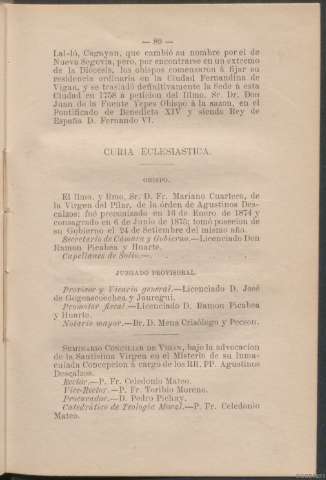 — 80 —
Lal-ló, Cagayan, que cambió su nombre por el de
Nueva Segovia, pero, por encontrarse en un extremo
de la Diócesis, los obispos comenzaron á fijar su
residencia ordinaria en la Ciudad Fernandina de
Vigan, y se trasladó definitivamente la Sede á esta
Ciudad en 1758 á peticion del Illmo. Sr. Dr. Don
Juan de la Fuente Yepes Obispo á la sazon, en el
Pontificado de Benedicto XIV y siendo Rey de
España D. Fernando VI.
CURIA ECLESIASTICA.
OBISPO.
El Ilmo. y Rmo. Sr. D. Fr. Mariano Cuartero, de
la Virgen del Pilar, de la órden de Agustinos Des-
calzos; fué preconizado en 16 de Enero de 1874 y
consagrado en 6 de Junio de 1875; tomó posesion de
su Gobierno el 24 de Setiembre del mismo año.
Secretario de Cámara y Gobierno.—Licenciado Don
Ramon Picabea y Huarte.
Capellanes de Solio.—.
JUZGADO PROVISORAL.
Provisor y Vicario general.—Licenciado D. José
de Gogeascoechea y Jauregui.
Promotor fiscal.—Licenciado D. Ramon Picabea
y Huarte.
Notario mayor.—Br. D. Mena Crisólogo y Pecson.
SEMINARIO CONCILIAR DE VIGAN, bajo la advocacion
de la Santísima Virgen en el Misterio de su Inma-
culada Concepcion á cargo de los RR. PP. Agustinos
Descalzos.
Rector.—P. Fr. Celedonio Mateo.
Vice-Rector.—P. Fr. Toribio Moreno.
Procurador.—D. Pedro Pichay.
Catedrático de Teología Moral.—P. Fr. Celedonio
Mateo.